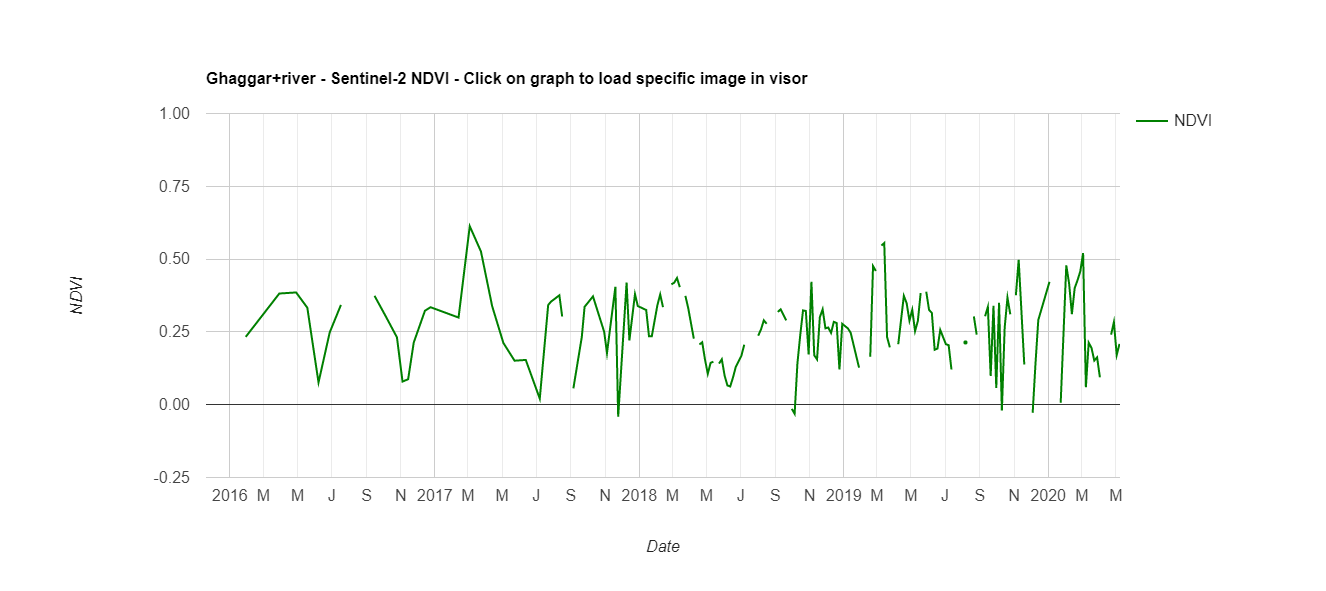 Ghaggar+river - Sentinel-2 NDVI - Click on graph to load specific image in visor
1.00
NDVI
0.75
0.50
NDVI
0.25
0.00
-0.25
2016 M M J S N 2017 M M J S N 2018 M M J S N 2019 M M J S N 2020 M M
Date